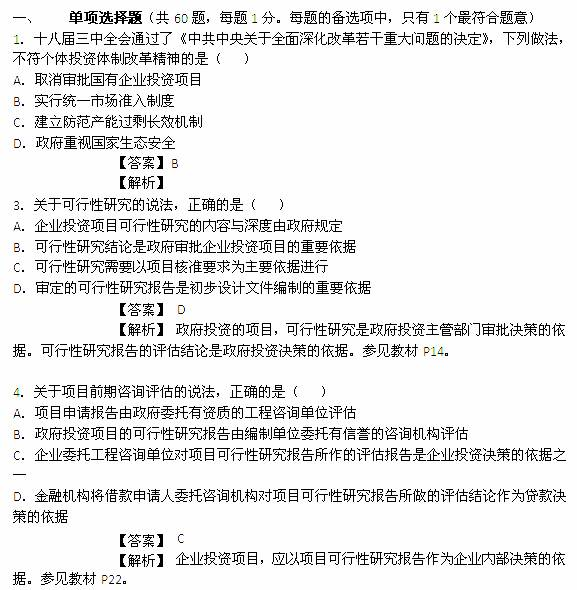 一、 单项选择题（共 60 题，每题 1 分。每题的备选项中，只有 1 个最符合题意）
1. 十八届三中全会通过了《中共中央关于全面深化改革若干重大问题的决定》，下列做法，
不符个体投资体制改革精神的是（ ）
A. 取消审批国有企业投资项目
B. 实行统一市场准入制度
C. 建立防范产能过剩长效机制
D. 政府重视国家生态安全
【答案】B
【解析】
3. 关于可行性研究的说法，正确的是（ ）
A. 企业投资项目可行性研究的内容与深度由政府规定
B. 可行性研究结论是政府审批企业投资项目的重要依据
C. 可行性研究需要以项目核准要求为主要依据进行
D. 审定的可行性研究报告是初步设计文件编制的重要依据
【答案】 D
【解析】 政府投资的项目，可行性研究是政府投资主管部门审批决策的依
据。可行性研究报告的评估结论是政府投资决策的依据。参见教材 P14。
4. 关于项目前期咨询评估的说法，正确的是（ ）
A. 项目申请报告由政府委托有资质的工程咨询单位评估
B. 政府投资项目的可行性研究报告由编制单位委托有信誉的咨询机构评估
C. 企业委托工程咨询单位对项目可行性研究报告所作的评估报告是企业投资决策的依据之
一
D. 金融机构将借款申请人委托咨询机构对项目可行性研究报告所做的评估结论作为贷款决
策的依据
【答案】 C
【解析】 企业投资项目，应以项目可行性研究报告作为企业内部决策的依
据。参见教材 P22。